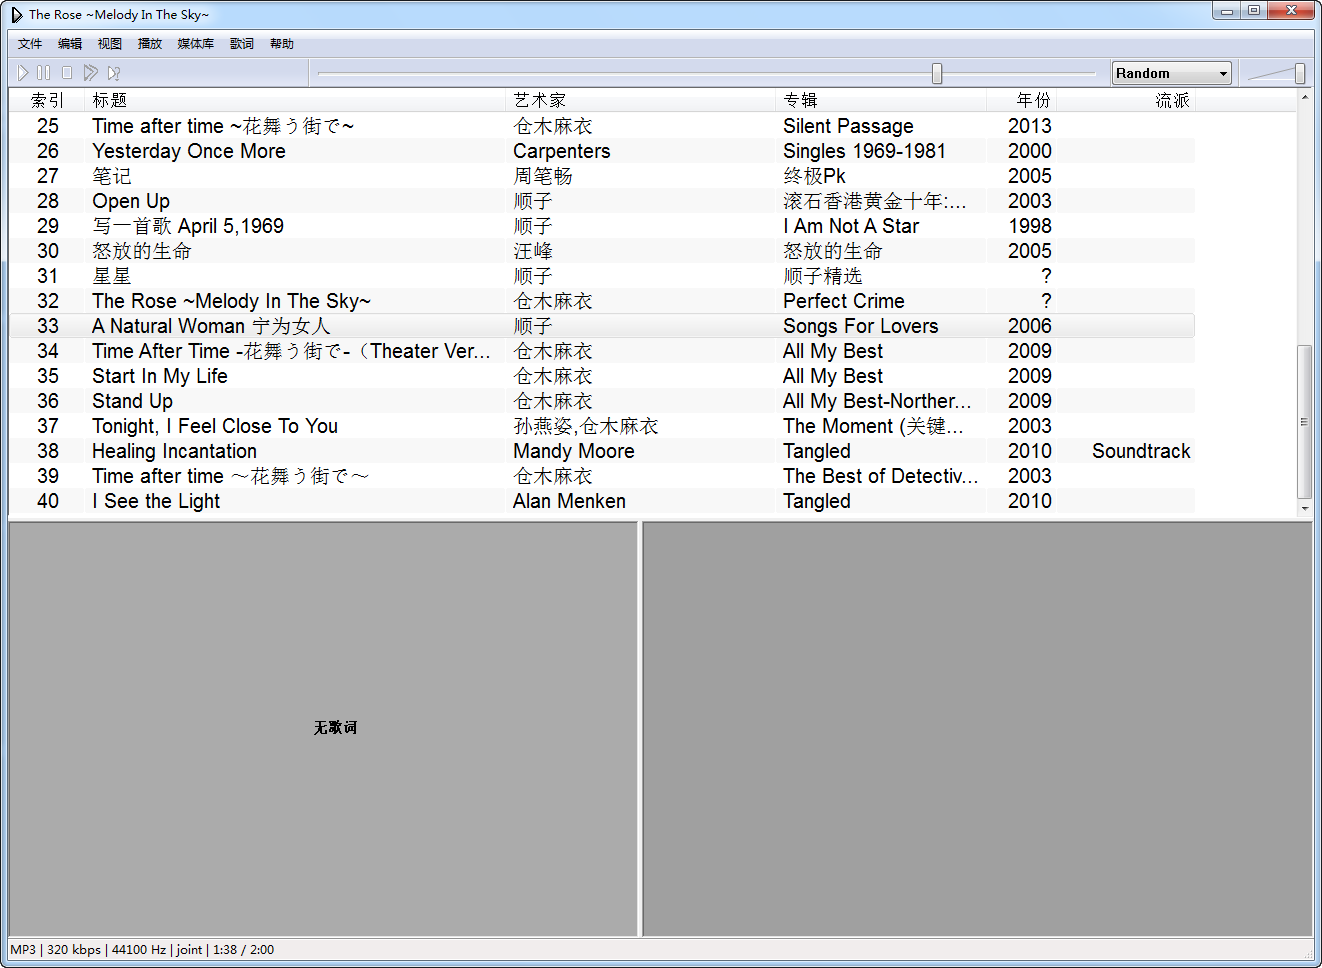 The Rose ~Melody In The Sky~
文件 编辑 视图 播放 媒体库 歌词 帮助
Random
索引 标题 艺术家 专辑 年份 流派
25 Time after time ~花舞う街で~ 仓木麻衣 Silent Passage 2013
26 Yesterday Once More Carpenters Singles 1969-1981 2000
27 笔记 周笔畅 终极Pk 2005
28 Open Up 顺子 滚石香港黄金十年:... 2003
29 写一首歌 April 5,1969 顺子 I Am Not A Star 1998
30 怒放的生命 汪峰 怒放的生命 2005
31 星星 顺子 顺子精选 ?
32 The Rose ~Melody In The Sky~ 仓木麻衣 Perfect Crime ?
33 A Natural Woman 宁为女人 顺子 Songs For Lovers 2006
34 Time After Time -花舞う街で-（Theater Ver... 仓木麻衣 All My Best 2009
35 Start In My Life 仓木麻衣 All My Best 2009
36 Stand Up 仓木麻衣 All My Best-Norther... 2009
37 Tonight, I Feel Close To You 孙燕姿,仓木麻衣 The Moment (关键... 2003
38 Healing Incantation Mandy Moore Tangled 2010 Soundtrack
39 Time after time ～花舞う街で～ 仓木麻衣 The Best of Detectiv... 2003
40 I See the Light Alan Menken Tangled 2010
无歌词
MP3 | 320 kbps | 44100 Hz | joint | 1:38 / 2:00